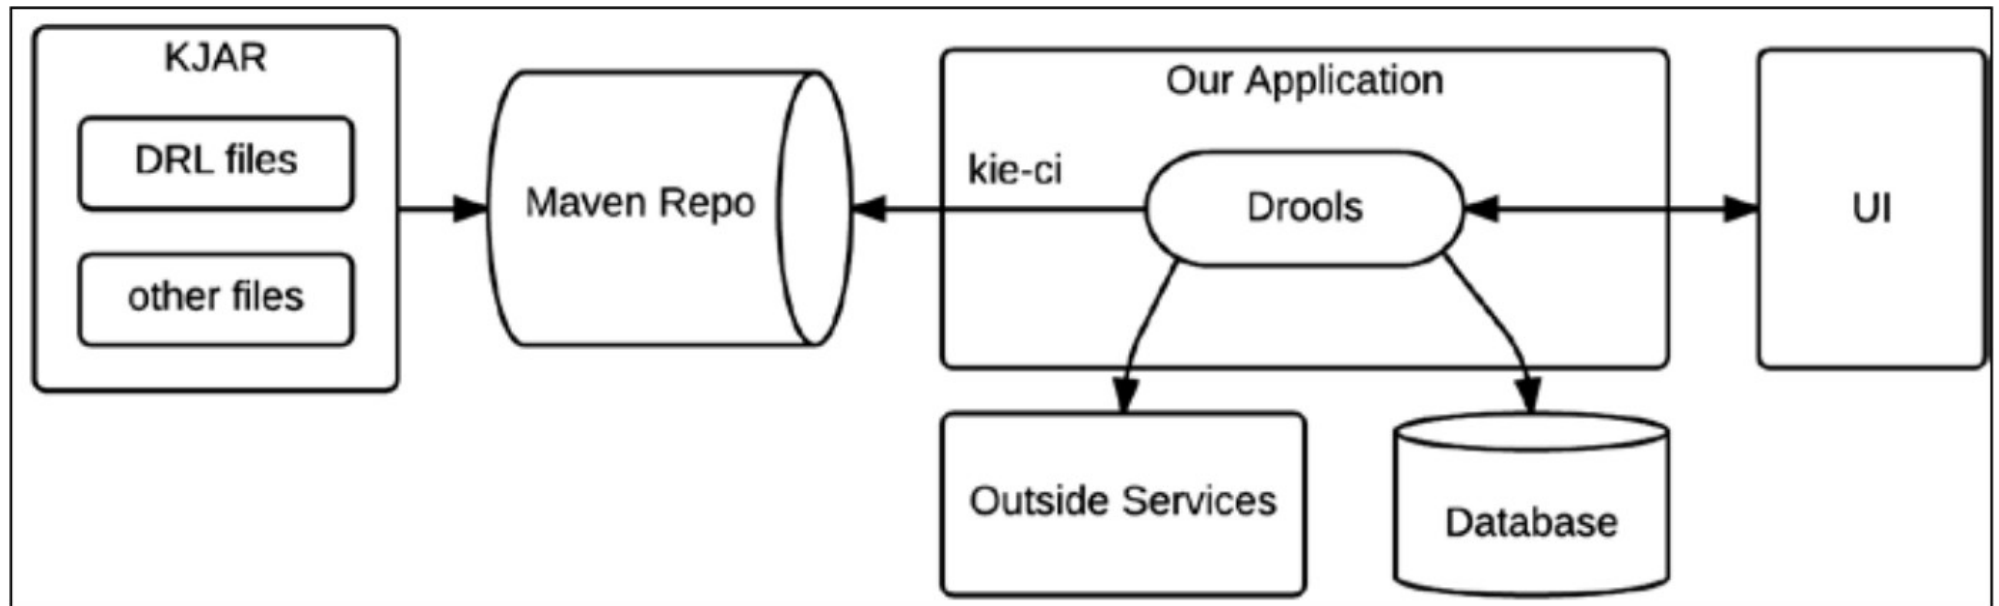 KJAR
DRL files
other files
Maven Repo
Our Application
kie-ci
Drools
UI
Outside Services
Database